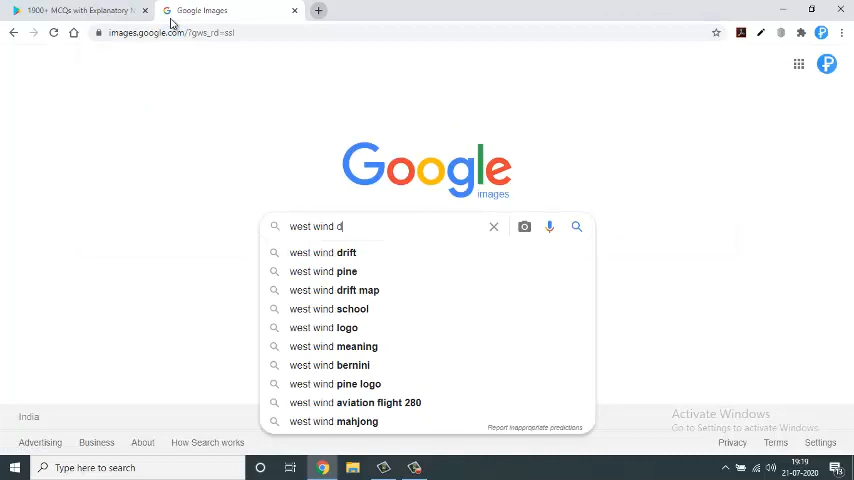 1900+ MCQs with Explanatory N
Google Images
images.google.com/?gws_rd=ssl
Google
images
west wind d
west wind drift
west wind pine
west wind drift map
west wind school
west wind logo
west wind meaning
west wind bernini
west wind pine logo
west wind aviation flight 280
west wind mahjong
Report inappropriate predictions
India
Activate Windows
Go to Settings to activate Windows.
Advertising Business About How Search works
Privacy Terms Settings
Type here to search
19:19
21-07-2020
13